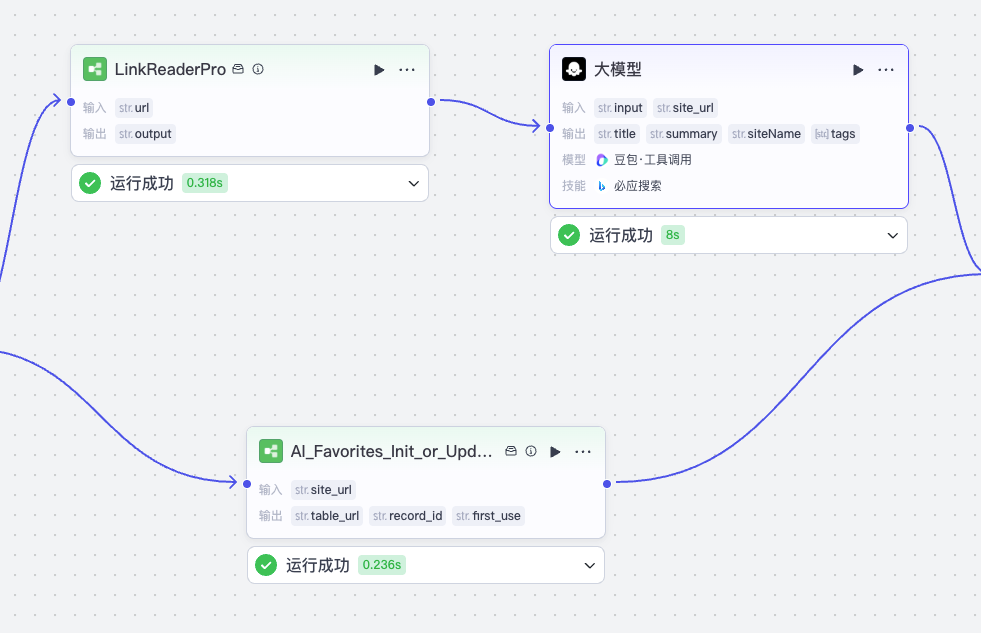 LinkReaderPro
输入 str. url
输出 str. output
运行成功 0.318s
大模型
输入 str. input str. site_url
输出 str. title str. summary str. siteName [str] tags
模型 豆包·工具调用
技能 必应搜索
运行成功 8s
AI_Favorites_Init_or_Upd...
输入 str. site_url
输出 str. table_url str. record_id str. first_use
运行成功 0.236s